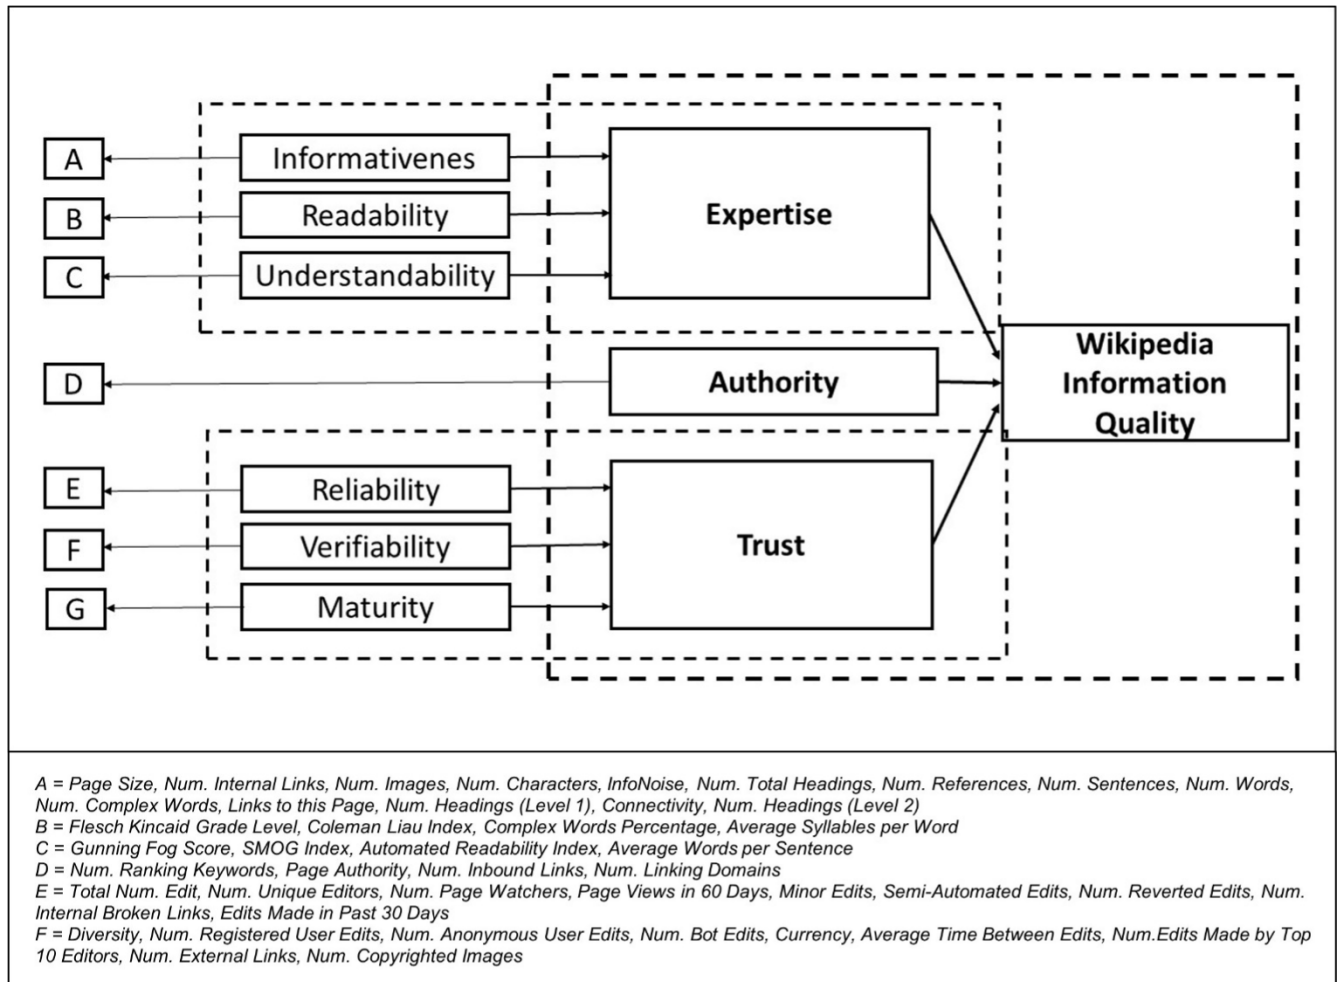 A
Informativenes
B
Readability
Expertise
C
Understandability
D
Authority
Wikipedia
Information
Quality
E
Reliability
F
Verifiability
Trust
G
Maturity
A = Page Size, Num. Internal Links, Num. Images, Num. Characters, InfoNoise, Num. Total Headings, Num. References, Num. Sentences, Num. Words,
Num. Complex Words, Links to this Page, Num. Headings (Level 1), Connectivity, Num. Headings (Level 2)
B = Flesch Kincaid Grade Level, Coleman Liau Index, Complex Words Percentage, Average Syllables per Word
C = Gunning Fog Score, SMOG Index, Automated Readability Index, Average Words per Sentence
D = Num. Ranking Keywords, Page Authority, Num. Inbound Links, Num. Linking Domains
E = Total Num. Edit, Num. Unique Editors, Num. Page Watchers, Page Views in 60 Days, Minor Edits, Semi-Automated Edits, Num. Reverted Edits, Num.
Internal Broken Links, Edits Made in Past 30 Days
F = Diversity, Num. Registered User Edits, Num. Anonymous User Edits, Num. Bot Edits, Currency, Average Time Between Edits, Num.Edits Made by Top
10 Editors, Num. External Links, Num. Copyrighted Images